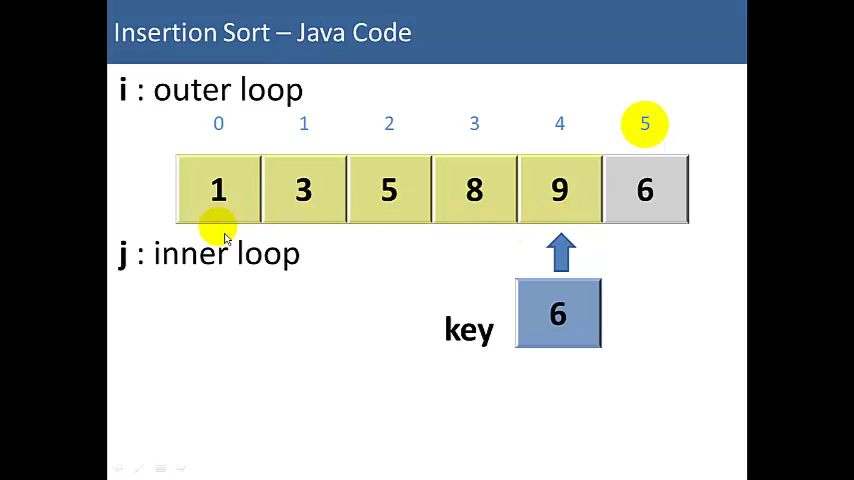 Insertion Sort – Java Code
i : outer loop
0 1 2 3 4 5
1 3 5 8 9 6
j : inner loop
key 6